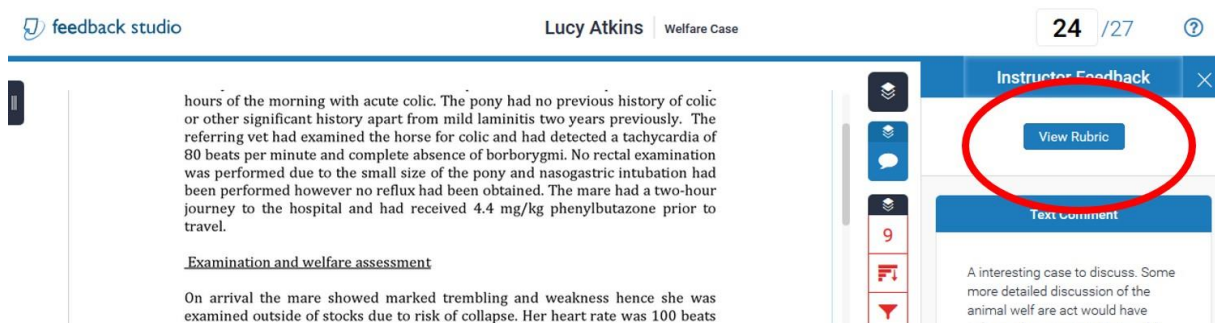 feedback studio
Lucy Atkins Welfare Case
24 /27
?
Instructor Feedback
View Rubric
Text Comment
A interesting case to discuss. Some
more detailed discussion of the
animal welf are act would have
hours of the morning with acute colic. The pony had no previous history of colic
or other significant history apart from mild laminitis two years previously. The
referring vet had examined the horse for colic and had detected a tachycardia of
80 beats per minute and complete absence of borborygmi. No rectal examination
was performed due to the small size of the pony and nasogastric intubation had
been performed however no reflux had been obtained. The mare had a two-hour
journey to the hospital and had received 4.4 mg/kg phenylbutazone prior to
travel.
Examination and welfare assessment
On arrival the mare showed marked trembling and weakness hence she was
examined outside of stocks due to risk of collapse. Her heart rate was 100 beats
9